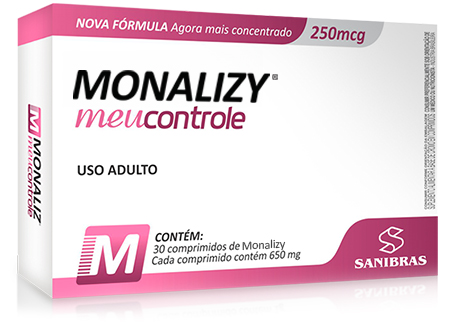 NOVA FÓRMULA Agora mais concentrado 250mcg
MONALIZY®
meucontrole
USO ADULTO
M
CONTÉM:
30 comprimidos de Monalizy
Cada comprimido contém 650 mg
SANIBRAS
M MONALIZ
meucontrole